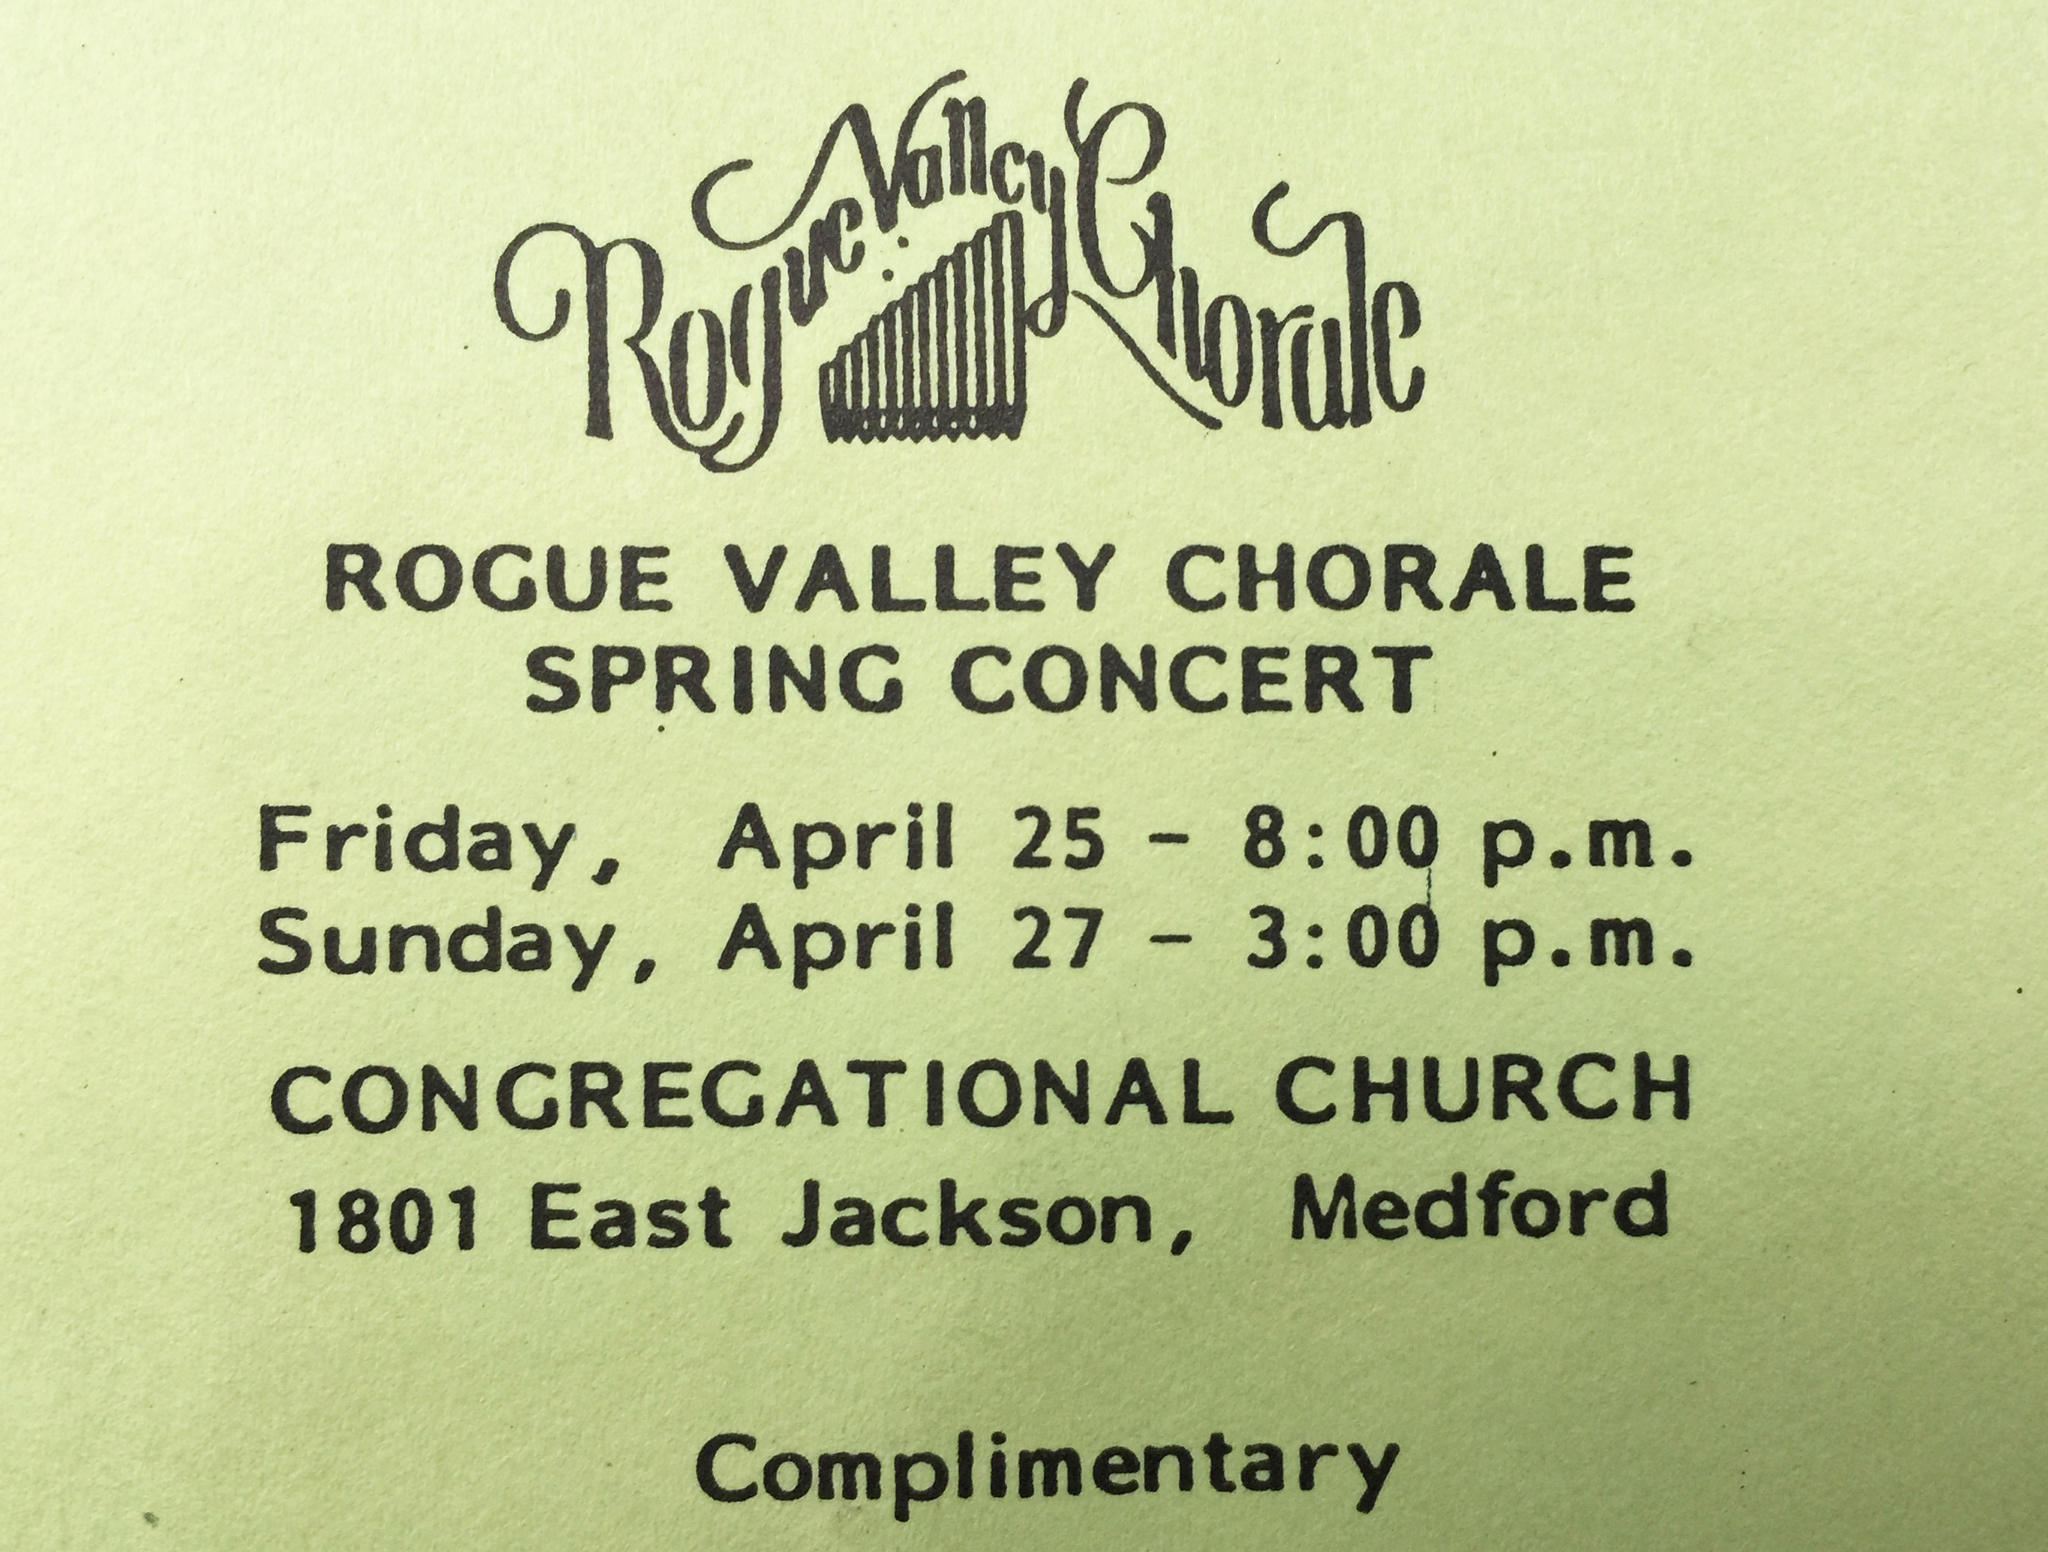 Rogue Valley Chorale
ROGUE VALLEY CHORALE
SPRING CONCERT
Friday, April 25 - 8:00 p.m.
Sunday, April 27 - 3:00 p.m.
CONGREGATIONAL CHURCH
1801 East Jackson, Medford
Complimentary